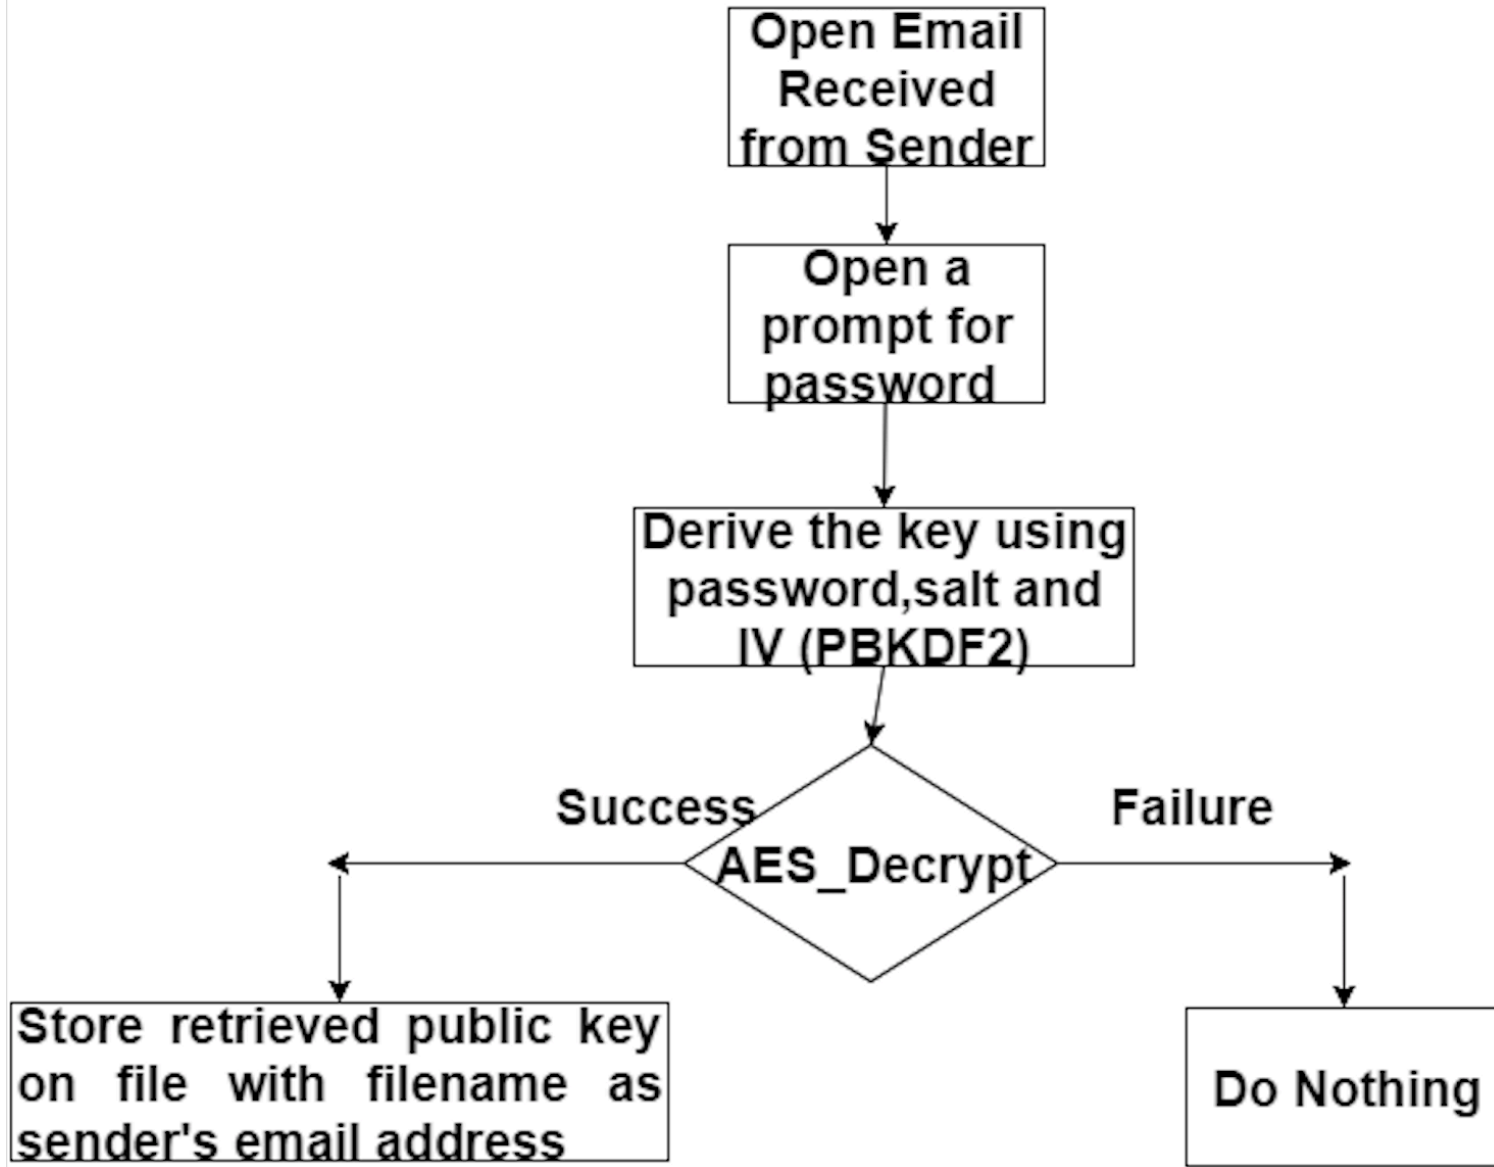 Open Email
Received
from Sender
Open a
prompt for
password
Derive the key using
password,salt and
IV (PBKDF2)
Success
Failure
AES_Decrypt
Store retrieved public key
on file with filename as
sender's email address
Do Nothing